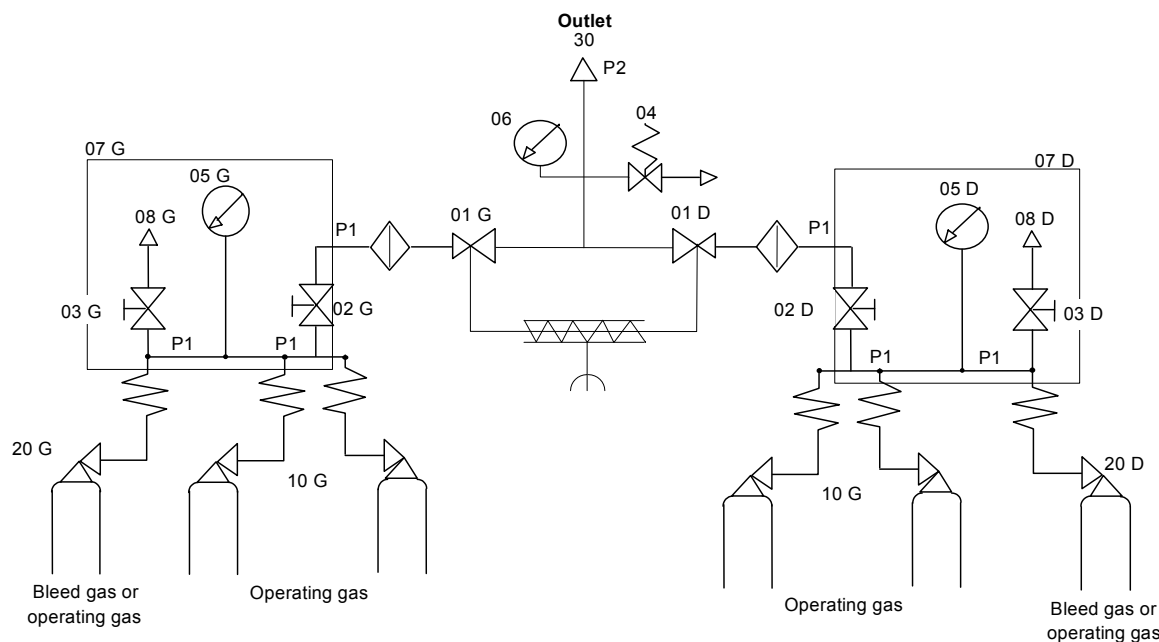 Outlet
30
P2
06
04
07 G
07 D
05 G
05 D
08 G
P1
01 G
01 D
P1
08 D
03 G
02 G
02 D
03 D
P1
P1
P1
P1
20 G
10 G
10 G
20 D
Bleed gas or
operating gas
Operating gas
Operating gas
Bleed gas or
operating gas